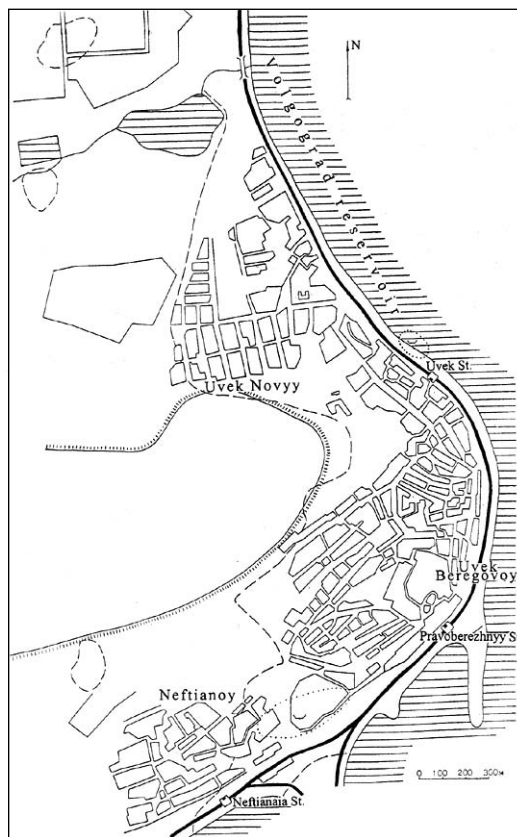 N
Volgograd reservoir
Uvek St.
Uvek Novyy
Uvek
Beregovoy
Pravoberezhnyy S
Neftianoy
0 100 200 300м
Neftianaia St.